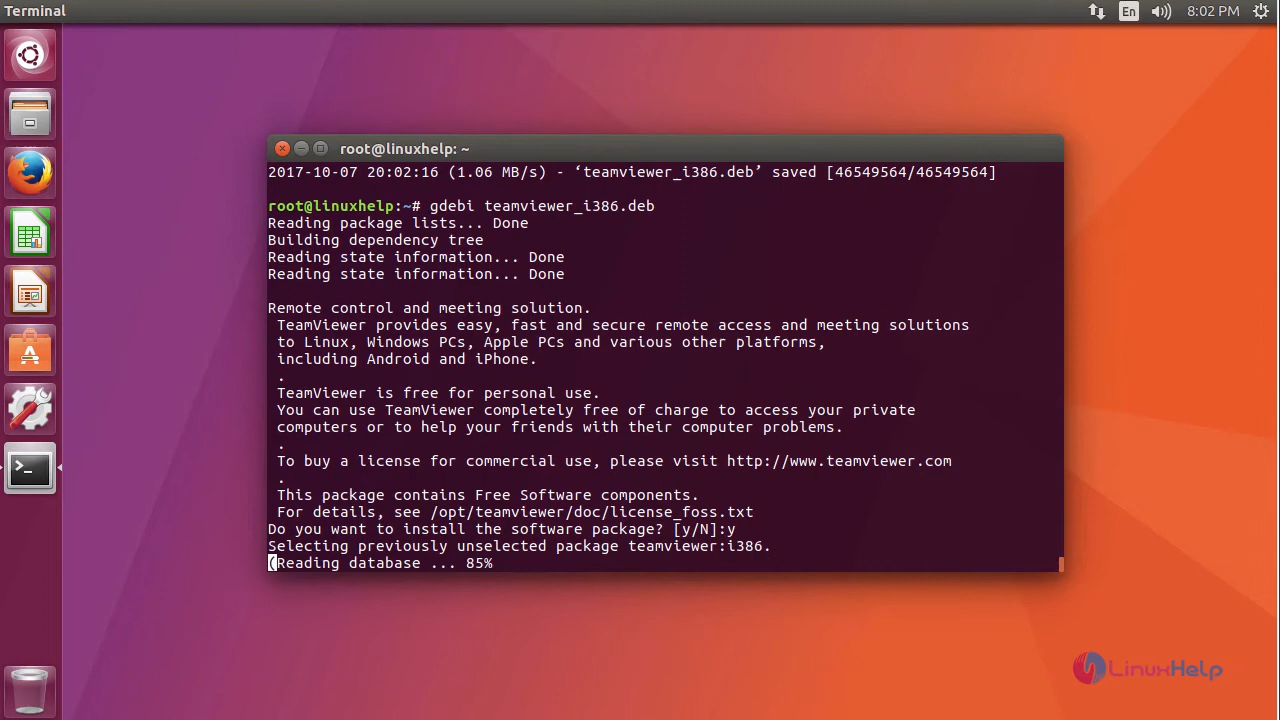 Terminal
En
8:02 PM
root@linuxhelp: ~
2017-10-07 20:02:16 (1.06 MB/s) - ‘teamviewer_i386.deb’ saved [46549564/46549564]
root@linuxhelp:~# gdebi teamviewer_i386.deb
Reading package lists... Done
Building dependency tree
Reading state information... Done
Reading state information... Done
Remote control and meeting solution.
TeamViewer provides easy, fast and secure remote access and meeting solutions
to Linux, Windows PCs, Apple PCs and various other platforms,
including Android and iPhone.
.
TeamViewer is free for personal use.
You can use TeamViewer completely free of charge to access your private
computers or to help your friends with their computer problems.
.
To buy a license for commercial use, please visit http://www.teamviewer.com
.
This package contains Free Software components.
For details, see /opt/teamviewer/doc/license_foss.txt
Do you want to install the software package? [y/N]:y
Selecting previously unselected package teamviewer:i386.
(Reading database ... 85%
LinuxHelp